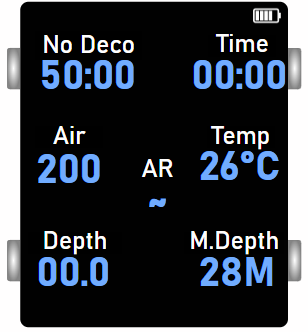 No Deco Time
50:00 00:00
Air Temp
200 AR 26°C
~
Depth M.Depth
00.0 28M